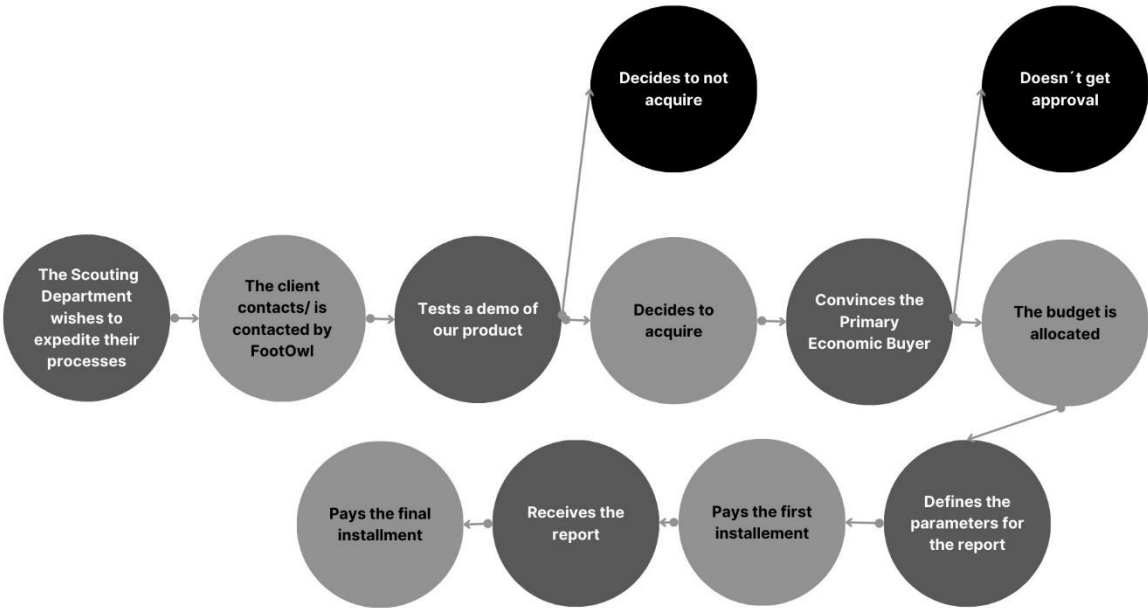 Decides to not
acquire
Doesn´t get
approval
The Scouting
Department
wishes to
expedite their
processes
The client
contacts/ is
contacted by
FootOwl
Tests a demo of
our product
Decides to
acquire
Convinces the
Primary
Economic Buyer
The budget is
allocated
Defines the
parameters for
the report
Pays the first
installement
Receives the
report
Pays the final
installment